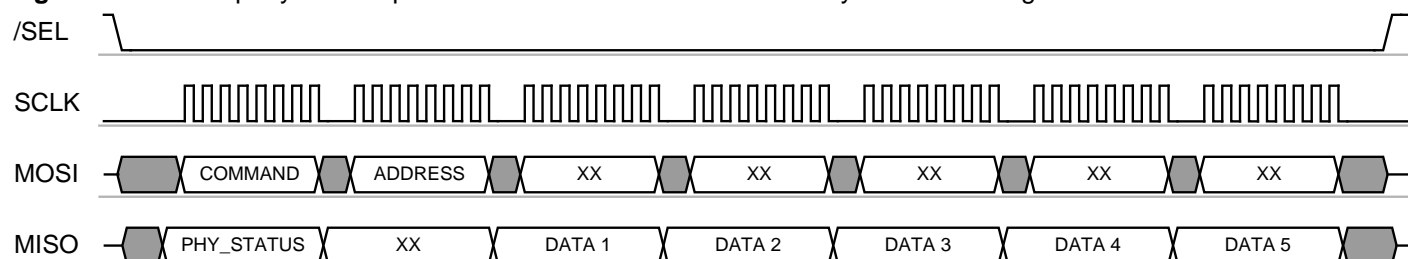 /SEL
SCLK
MOSI COMMAND ADDRESS XX XX XX XX XX
MISO PHY_STATUS XX DATA 1 DATA 2 DATA 3 DATA 4 DATA 5